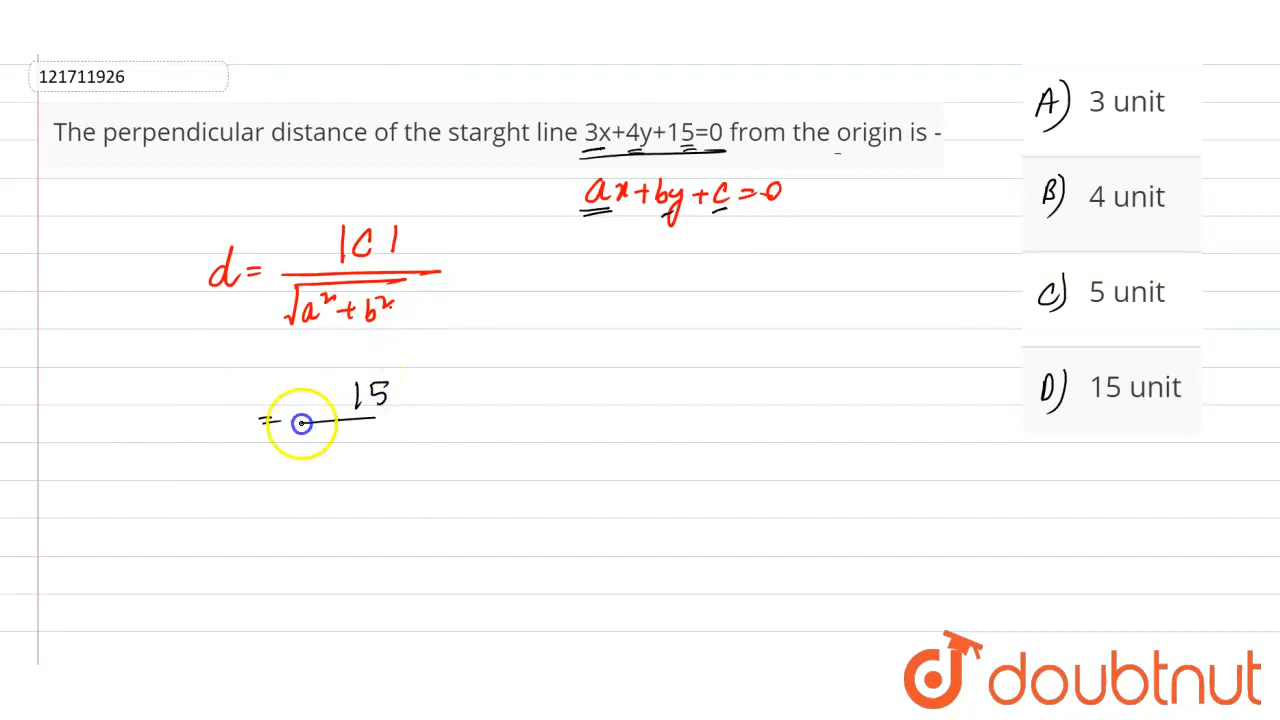 121711926
The perpendicular distance of the starght line 3x+4y+15=0 from the origin is -
ax+by+c=0
d= |C|
√a²+b²
= 15
A) 3 unit
B) 4 unit
C) 5 unit
D) 15 unit
doubtnut